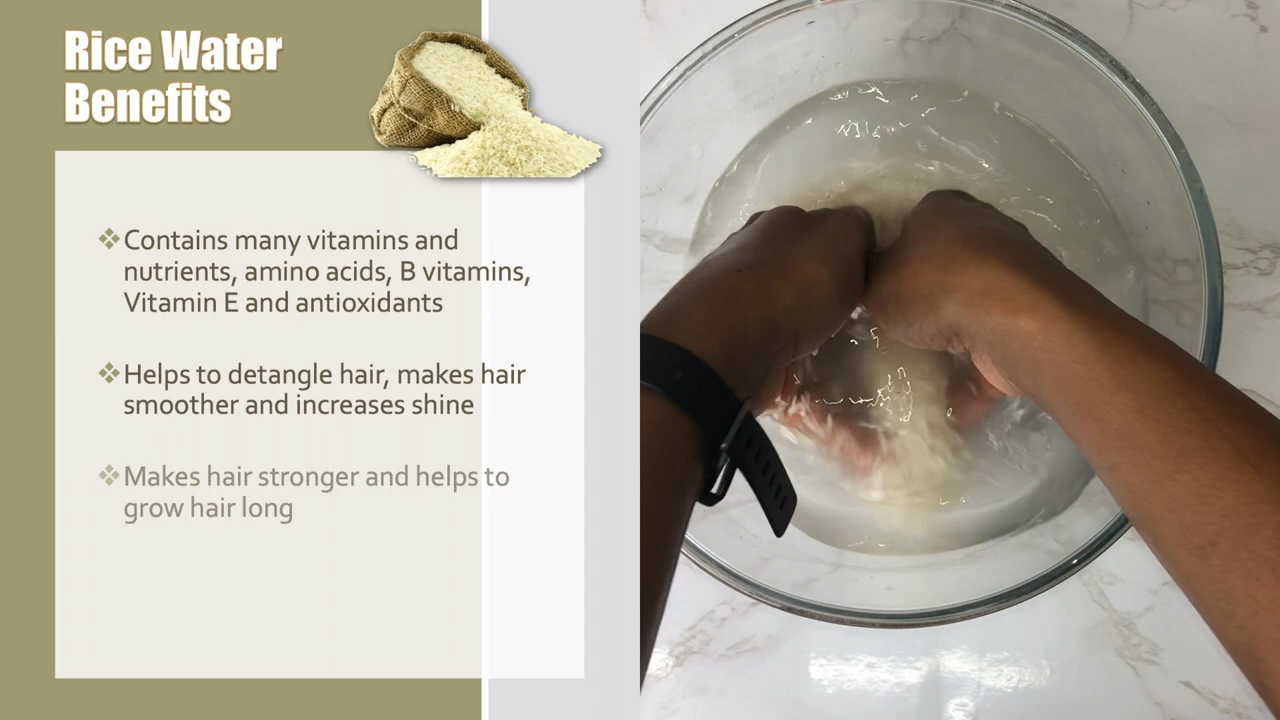 Rice Water
Benefits
❖Contains many vitamins and
nutrients, amino acids, B vitamins,
Vitamin E and antioxidants
❖Helps to detangle hair, makes hair
smoother and increases shine
❖Makes hair stronger and helps to
grow hair long